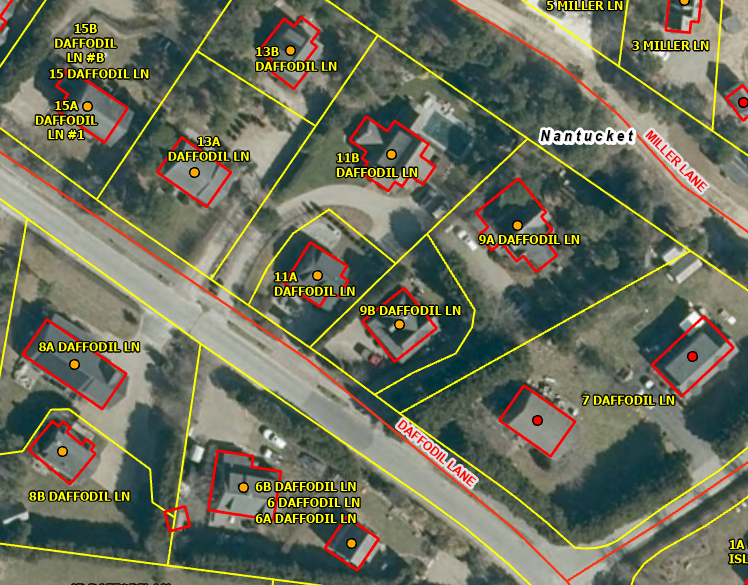 5 MILLER LN
15B
DAFFODIL
LN #B
15 DAFFODIL LN
13B
DAFFODIL LN
3 MILLER LN
15A
DAFFODIL
LN #1
13A
DAFFODIL LN
Nantucket
MILLER LANE
11B
DAFFODIL LN
9A DAFFODIL LN
11A
DAFFODIL LN
9B DAFFODIL LN
8A DAFFODIL LN
7 DAFFODIL LN
DAFFODIL LANE
8B DAFFODIL LN
6B DAFFODIL LN
6 DAFFODIL LN
6A DAFFODIL LN
1A
ISL